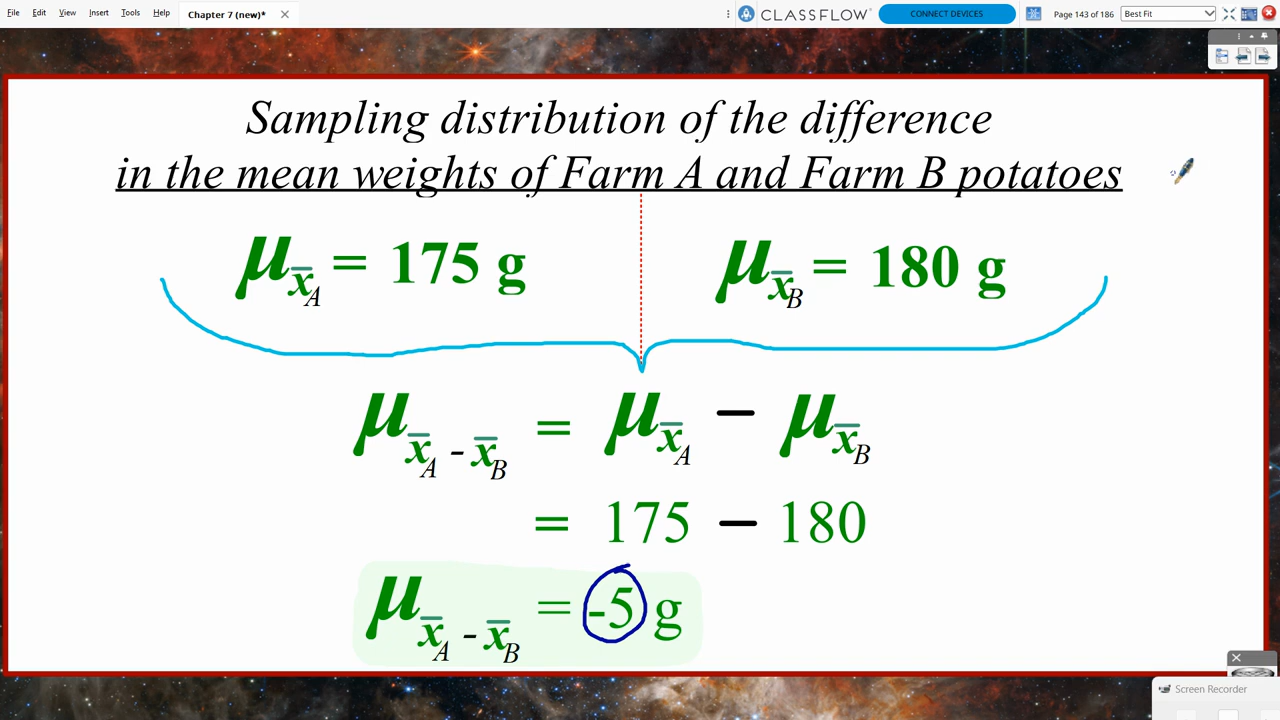 File Edit View Insert Tools Help
Chapter 7 (new)*
CLASSFLOW
CONNECT DEVICES
Page 143 of 186
Best Fit
Sampling distribution of the difference
in the mean weights of Farm A and Farm B potatoes
μx̄A = 175 g
μx̄B = 180 g
μx̄A - x̄B = μx̄A − μx̄B
= 175 − 180
μx̄A - x̄B = -5 g
Screen Recorder